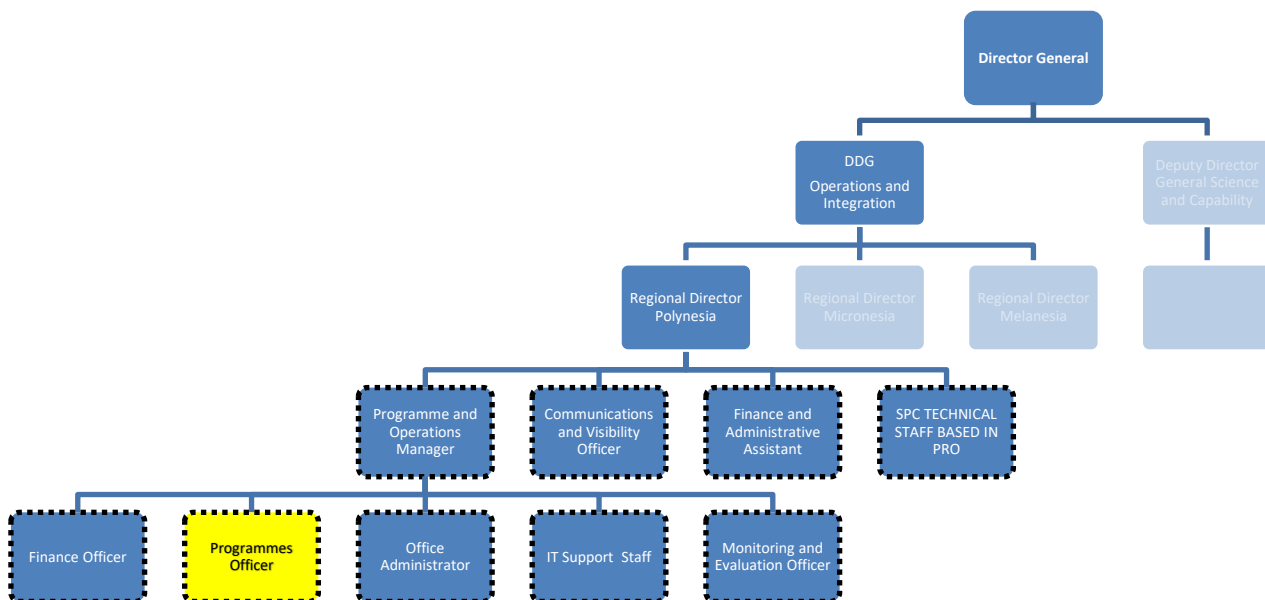 Director General
DDG
Operations and
Integration
Deputy Director
General Science
and Capability
Regional Director
Polynesia
Regional Director
Micronesia
Regional Director
Melanesia
Programme and
Operations
Manager
Communications
and Visibility
Officer
Finance and
Administrative
Assistant
SPC TECHNICAL
STAFF BASED IN
PRO
Finance Officer
Programmes
Officer
Office
Administrator
IT Support Staff
Monitoring and
Evaluation Officer